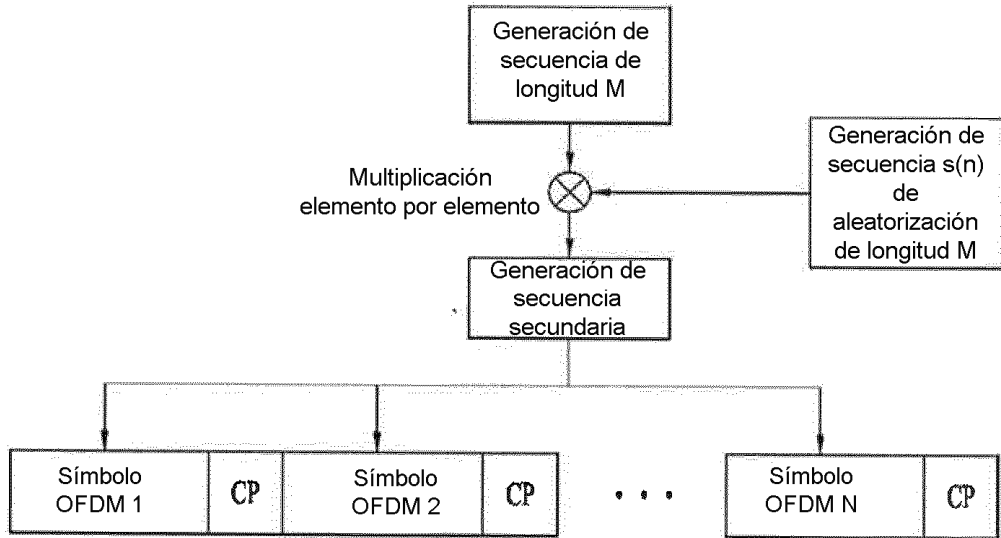 Generación de
secuencia de
longitud M
Generación de
secuencia s(n)
de
aleatorización
de longitud M
Multiplicación
elemento por elemento
Generación de
secuencia
secundaria
Símbolo
OFDM 1
CP
Símbolo
OFDM 2
CP
• • •
Símbolo
OFDM N
CP